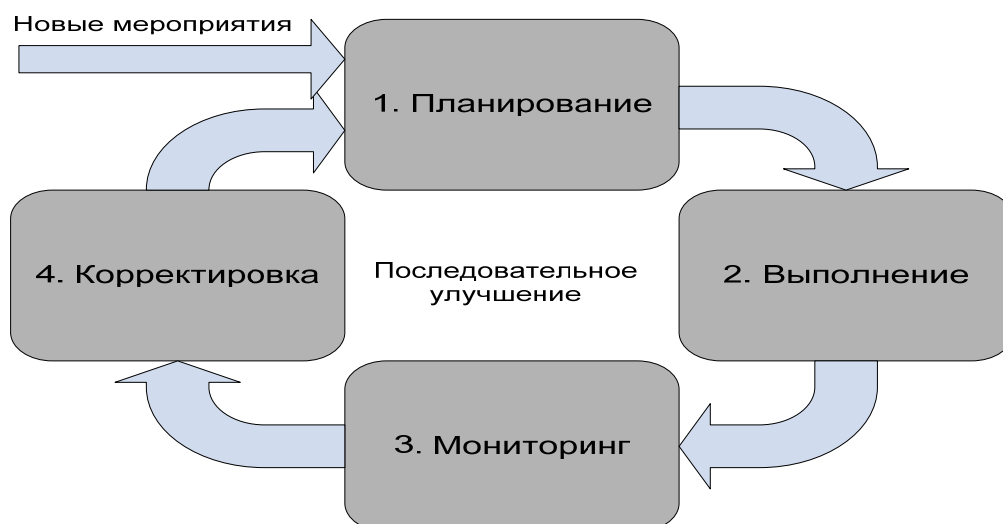 Новые мероприятия
1. Планирование
4. Корректировка
Последовательное
улучшение
2. Выполнение
3. Мониторинг